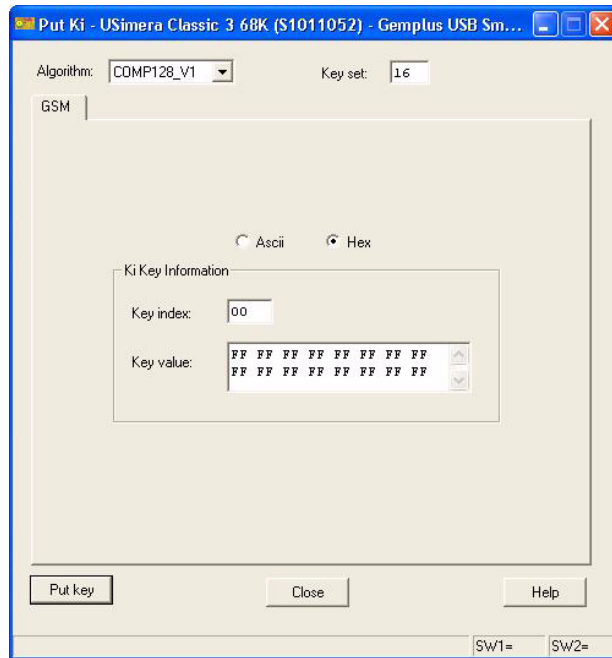 Put Ki - USimera Classic 3 68K (S1011052) - Gemplus USB Sm...
Algorithm: COMP128_V1 Key set: 16
GSM
Ascii Hex
Ki Key Information
Key index: 00
Key value: FF FF FF FF FF FF FF FF
FF FF FF FF FF FF FF FF
Put key Close Help
SW1= SW2=